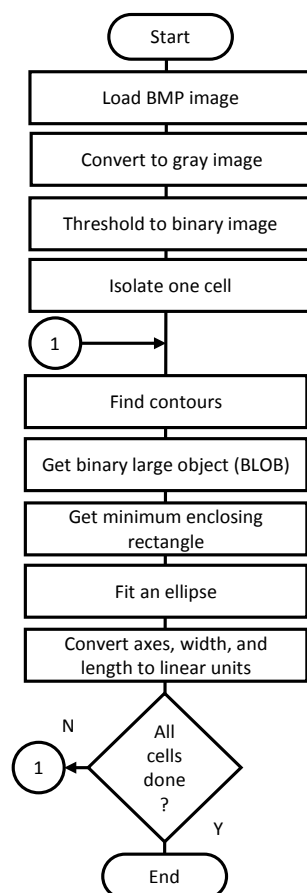 Start
Load BMP image
Convert to gray image
Threshold to binary image
Isolate one cell
1
Find contours
Get binary large object (BLOB)
Get minimum enclosing
rectangle
Fit an ellipse
Convert axes, width, and
length to linear units
N
All
cells
done
?
1
Y
End